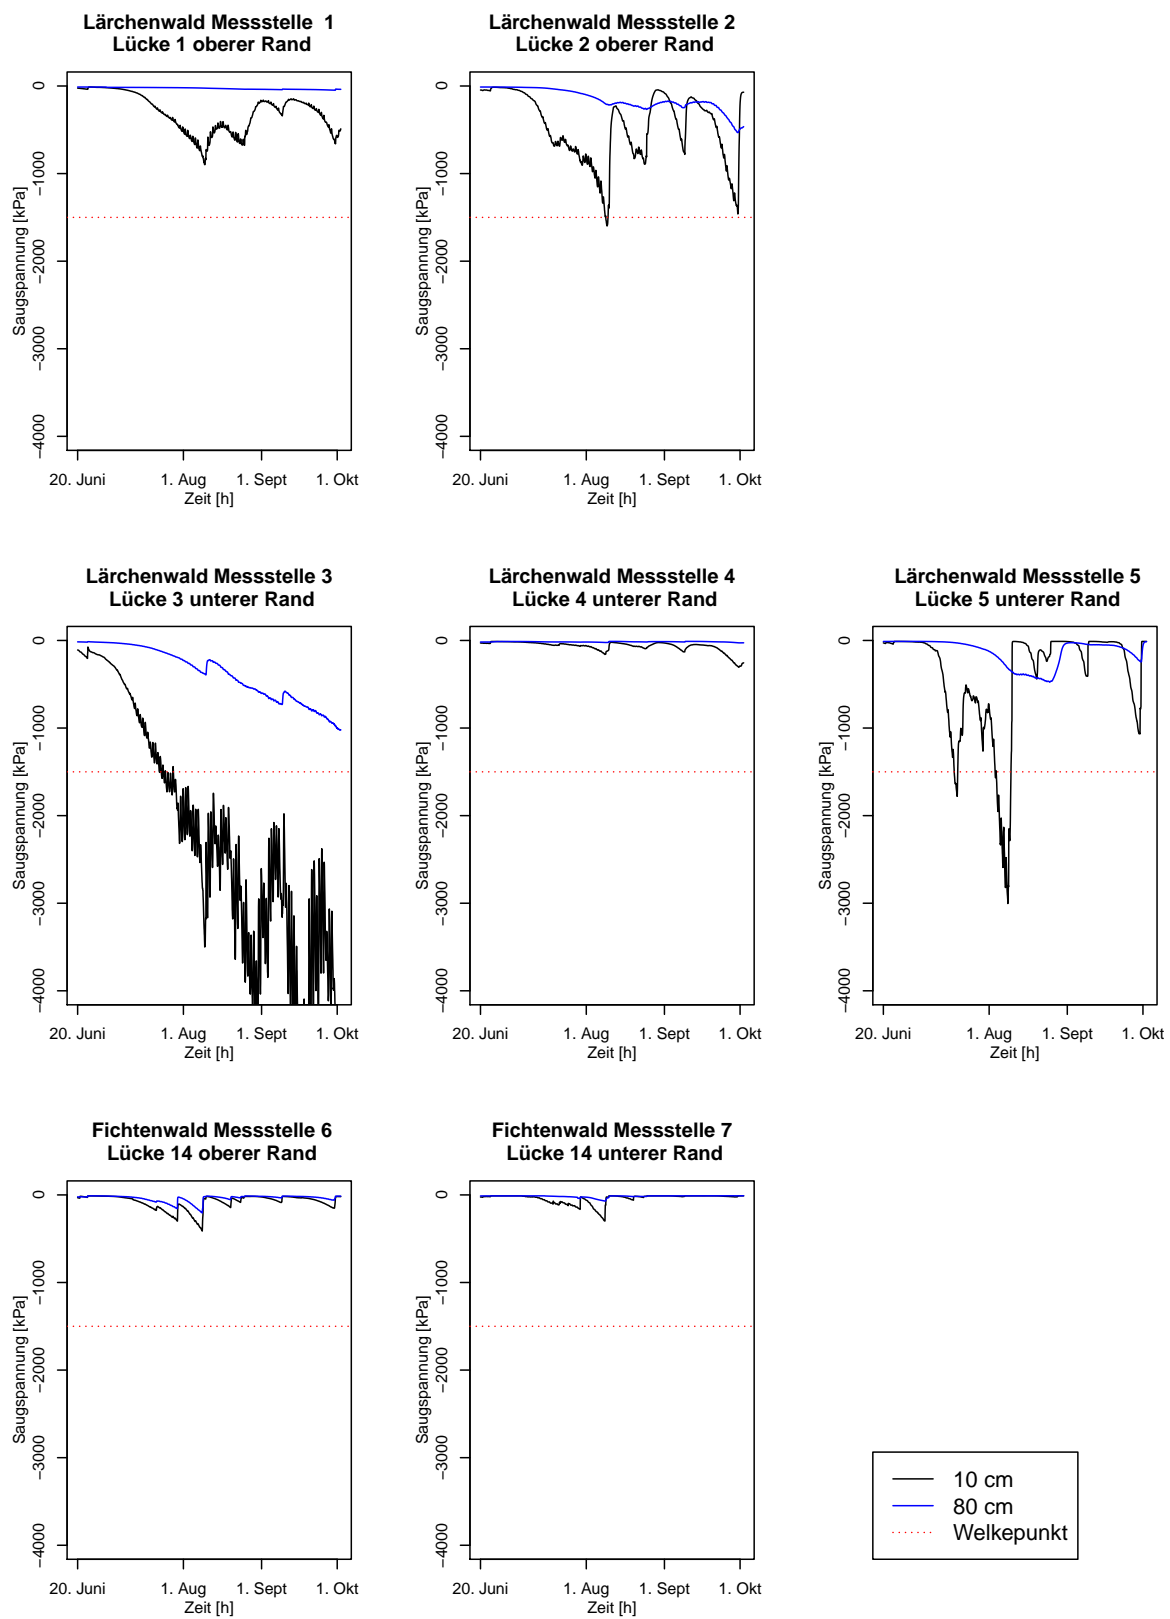 Lärchenwald Messstelle 1
Lücke 1 oberer Rand
Saugspannung [kPa]
0
−1000
−2000
−3000
−4000
20. Juni
1. Aug
1. Sept
1. Okt
Zeit [h]
Lärchenwald Messstelle 2
Lücke 2 oberer Rand
Saugspannung [kPa]
0
−1000
−2000
−3000
−4000
20. Juni
1. Aug
1. Sept
1. Okt
Zeit [h]
Lärchenwald Messstelle 3
Lücke 3 unterer Rand
Saugspannung [kPa]
0
−1000
−2000
−3000
−4000
20. Juni
1. Aug
1. Sept
1. Okt
Zeit [h]
Lärchenwald Messstelle 4
Lücke 4 unterer Rand
Saugspannung [kPa]
0
−1000
−2000
−3000
−4000
20. Juni
1. Aug
1. Sept
1. Okt
Zeit [h]
Lärchenwald Messstelle 5
Lücke 5 unterer Rand
Saugspannung [kPa]
0
−1000
−2000
−3000
−4000
20. Juni
1. Aug
1. Sept
1. Okt
Zeit [h]
Fichtenwald Messstelle 6
Lücke 14 oberer Rand
Saugspannung [kPa]
0
−1000
−2000
−3000
−4000
20. Juni
1. Aug
1. Sept
1. Okt
Zeit [h]
Fichtenwald Messstelle 7
Lücke 14 unterer Rand
Saugspannung [kPa]
0
−1000
−2000
−3000
−4000
20. Juni
1. Aug
1. Sept
1. Okt
Zeit [h]
10 cm
80 cm
Welkepunkt